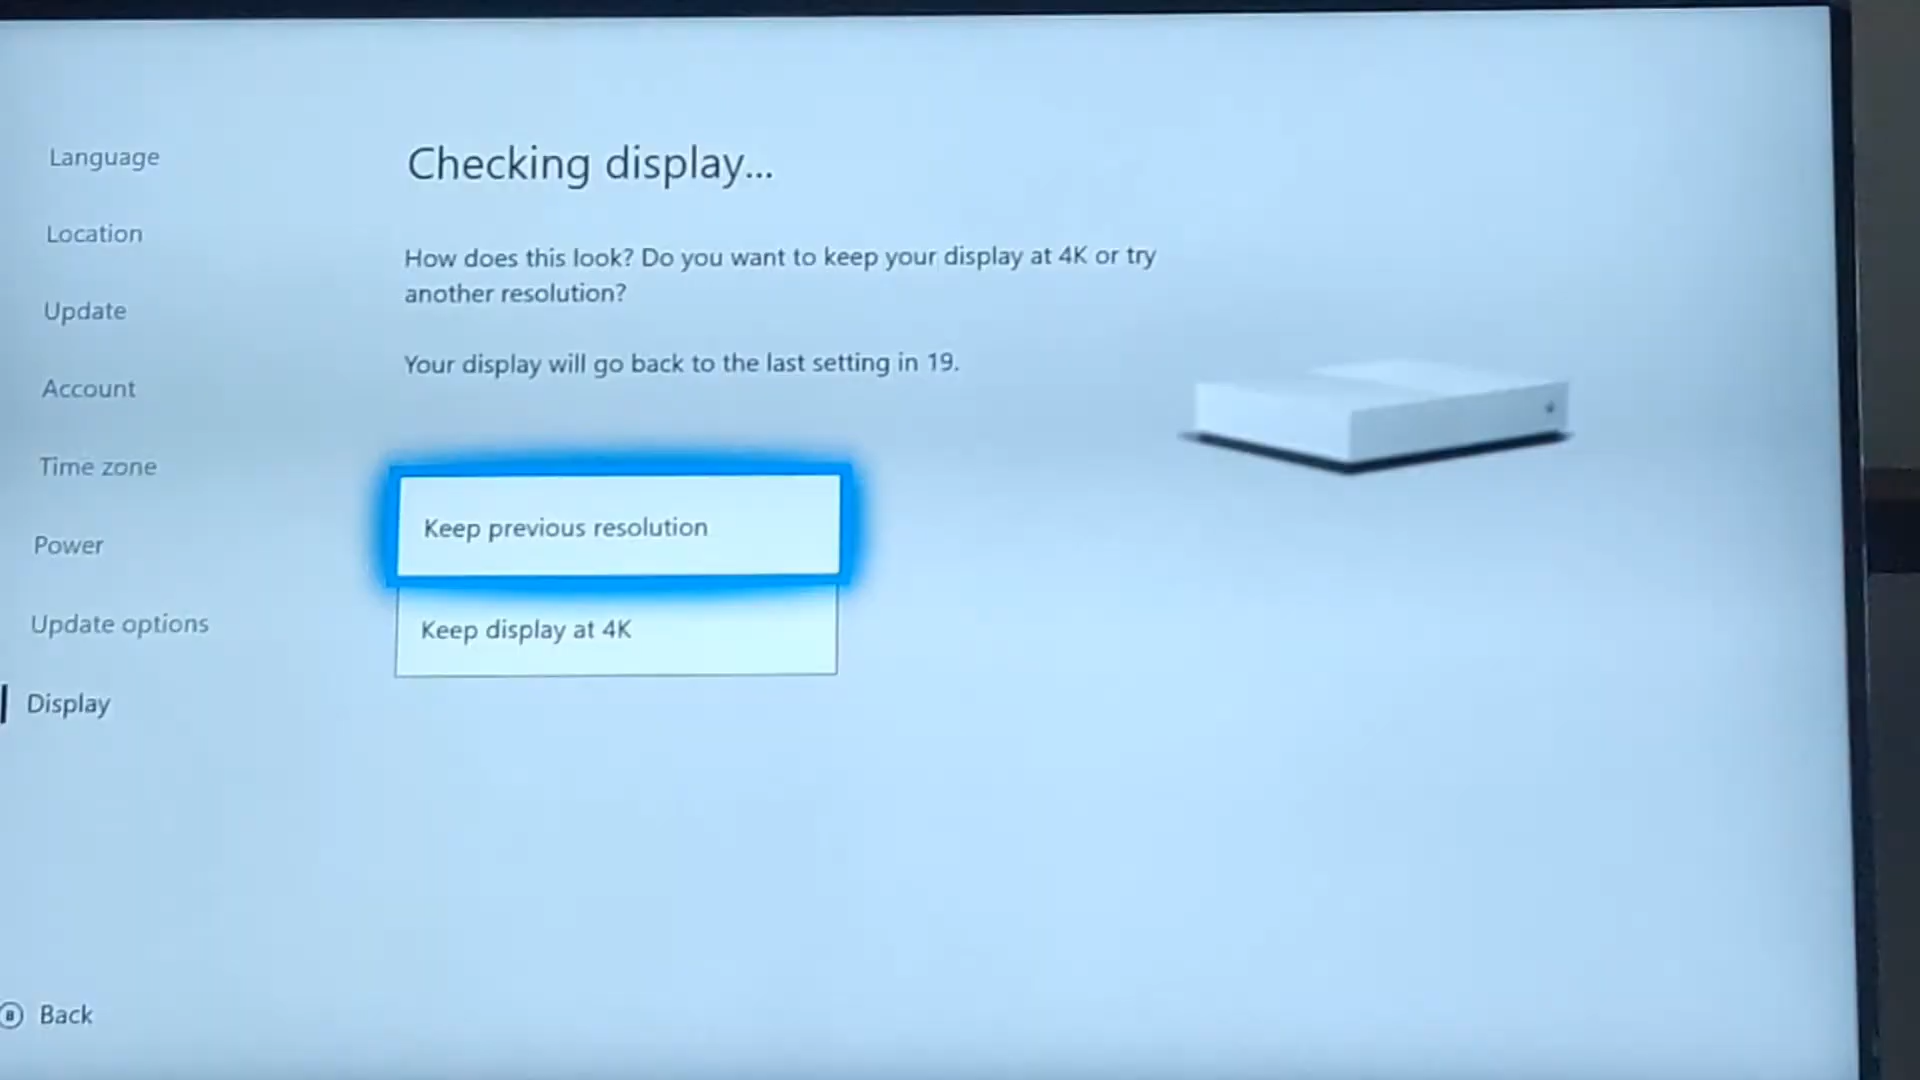 Language
Location
Update
Account
Time zone
Power
Update options
Display
Checking display...
How does this look? Do you want to keep your display at 4K or try
another resolution?
Your display will go back to the last setting in 19.
Keep previous resolution
Keep display at 4K
B Back